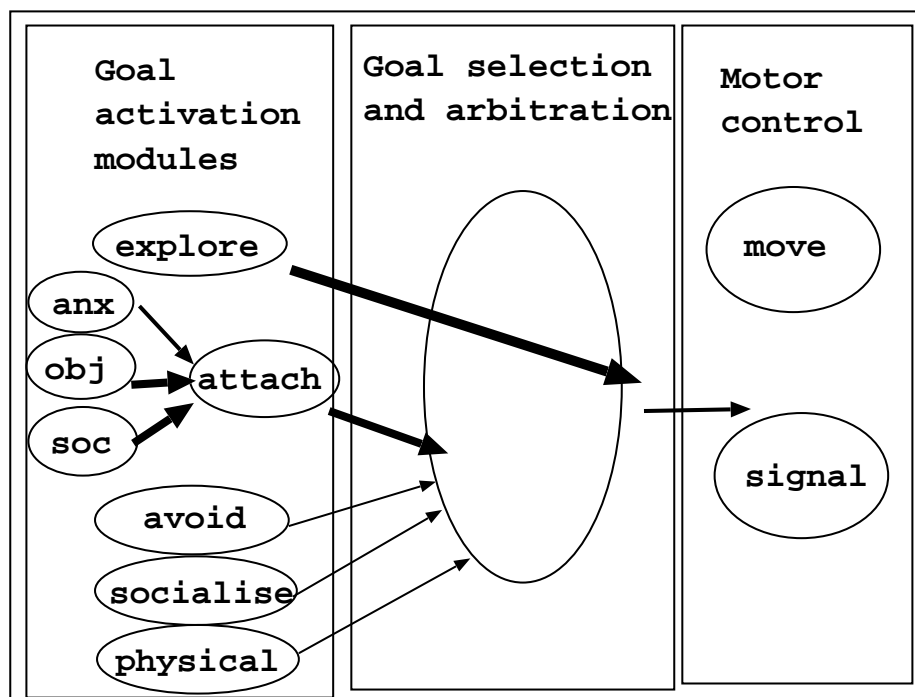 Goal
activation
modules
explore
anx
obj
attach
soc
avoid
socialise
physical
Goal selection
and arbitration
Motor
control
move
signal